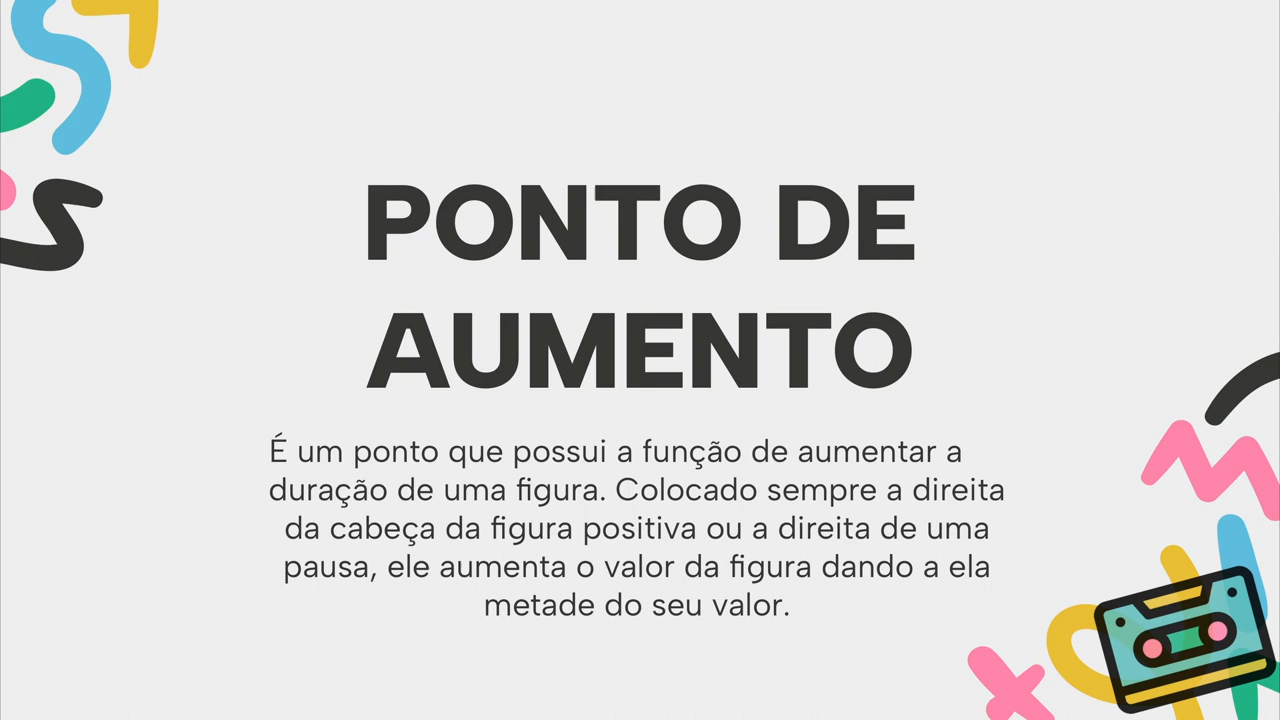 PONTO DE
AUMENTO
É um ponto que possui a função de aumentar a
duração de uma figura. Colocado sempre a direita
da cabeça da figura positiva ou a direita de uma
pausa, ele aumenta o valor da figura dando a ela
metade do seu valor.